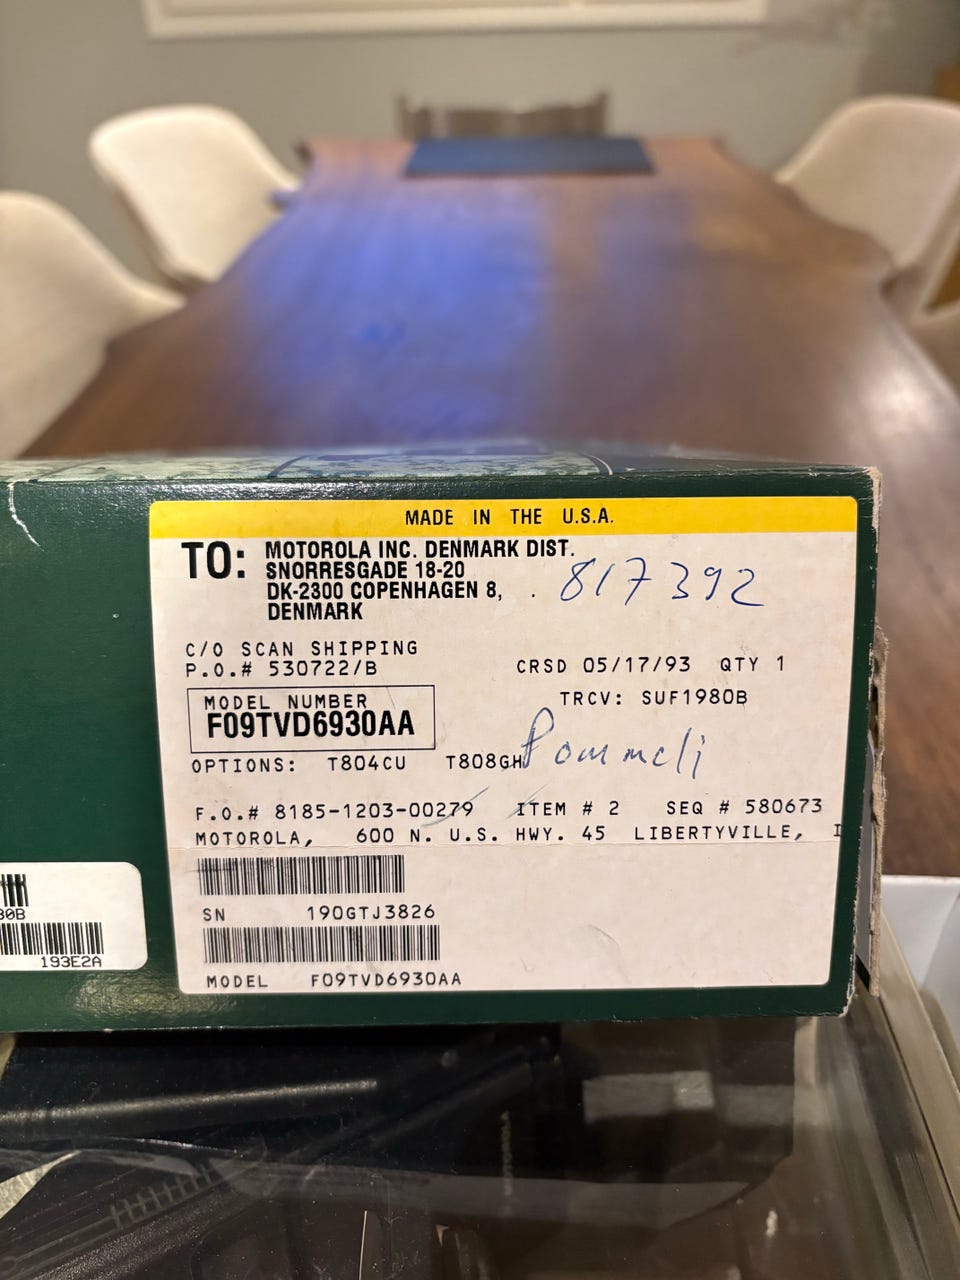 MADE IN THE U.S.A.
TO: MOTOROLA INC. DENMARK DIST.
SNORRESGADE 18-20
DK-2300 COPENHAGEN 8,
DENMARK
817392
C/O SCAN SHIPPING
P.O.# 530722/B
CRSD 05/17/93 QTY 1
MODEL NUMBER
F09TVD6930AA
TRCV: SUF1980B
OPTIONS: T804CU T808GH
F.O.# 8185-1203-00279 ITEM # 2 SEQ # 580673
MOTOROLA, 600 N. U.S. HWY. 45 LIBERTYVILLE, I
SN 190GTJ3826
MODEL F09TVD6930AA
80B
193E2A
MOTOROLA